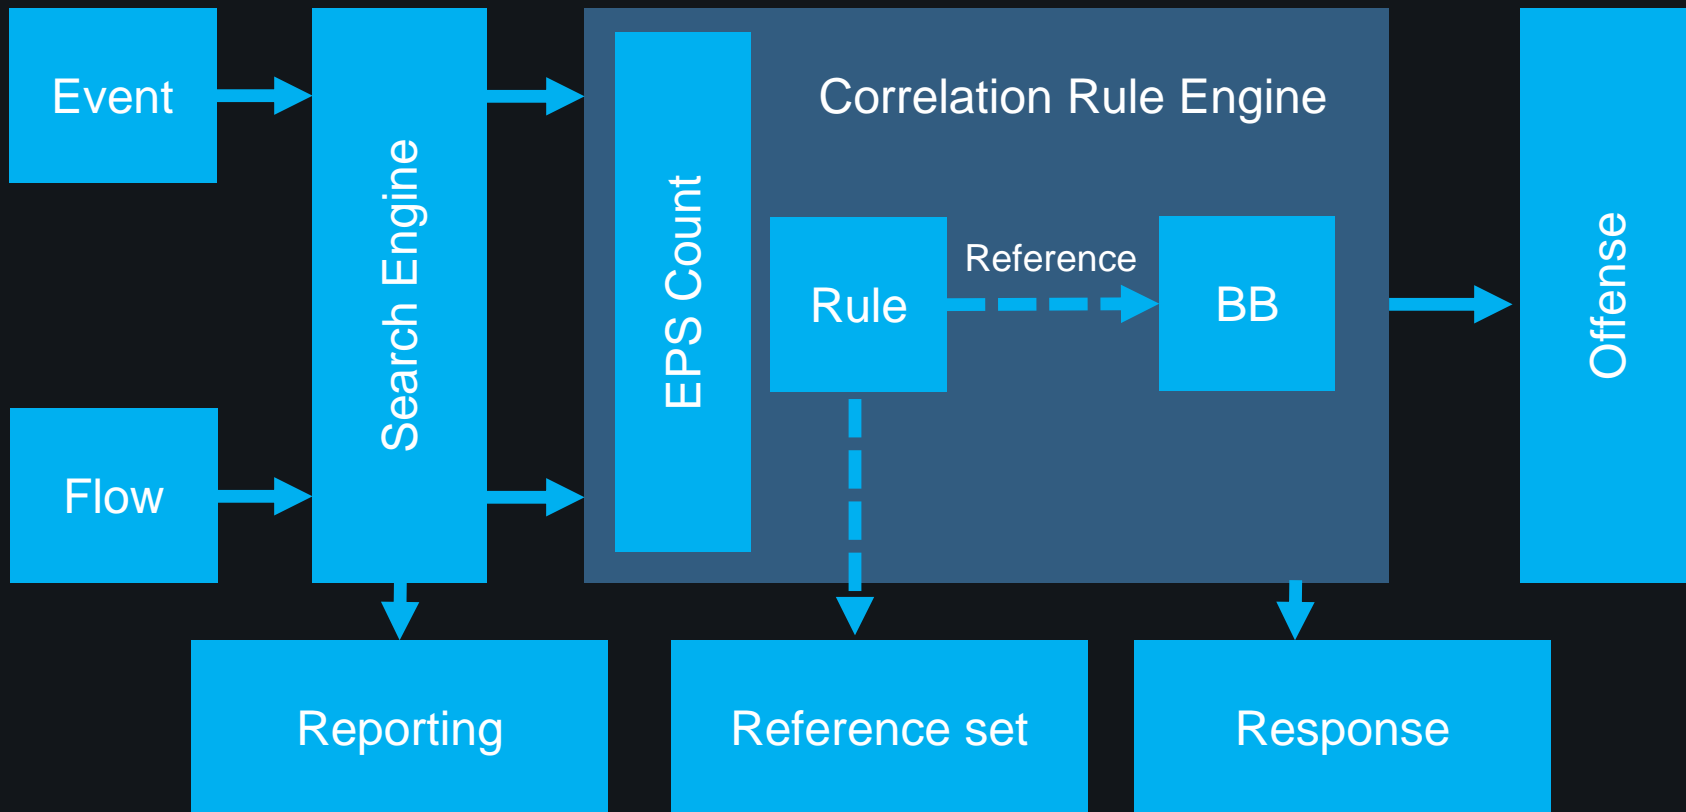 Event
Flow
Search Engine
EPS Count
Correlation Rule Engine
Rule
Reference
BB
Offense
Reporting
Reference set
Response